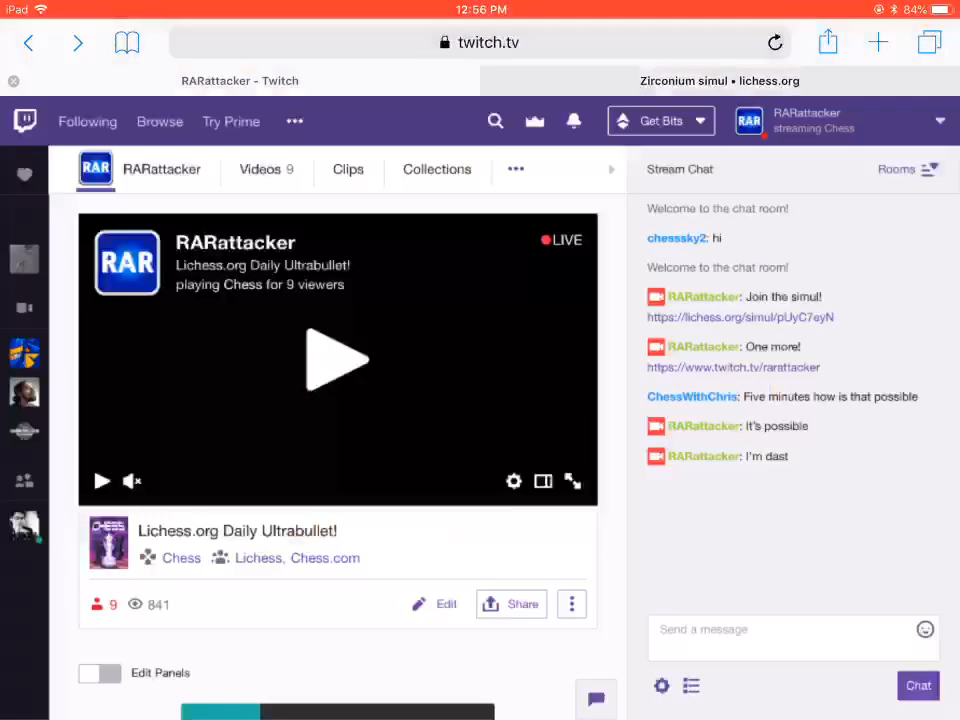 iPad
12:56 PM
84%
twitch.tv
RARattacker - Twitch
Zirconium simul • lichess.org
Following
Browse
Try Prime
Get Bits
RAR
RARattacker
streaming Chess
RAR
RARattacker
Videos 9
Clips
Collections
Stream Chat
Rooms
RAR
RARattacker
Lichess.org Daily Ultrabullet!
playing Chess for 9 viewers
LIVE
Welcome to the chat room!
chesssky2: hi
Welcome to the chat room!
RARattacker: Join the simul!
https://lichess.org/simul/pUyC7eyN
RARattacker: One more!
https://www.twitch.tv/rarattacker
ChessWithChris: Five minutes how is that possible
RARattacker: It's possible
RARattacker: I'm dast
CHESS
Lichess.org Daily Ultrabullet!
Chess
Lichess, Chess.com
9
841
Edit
Share
Edit Panels
Send a message
Chat